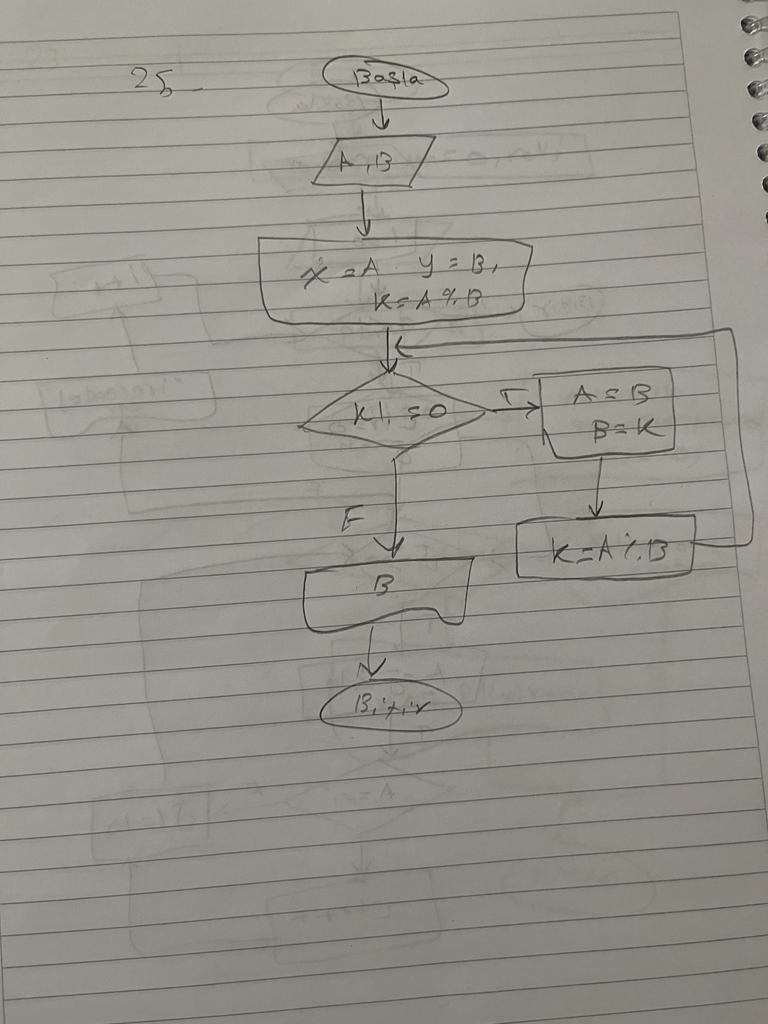 25-
Başla
A, B
x = A y = B,
K = A % B
K != 0
T
A = B
B = K
K = A % B
F
B
Bitir